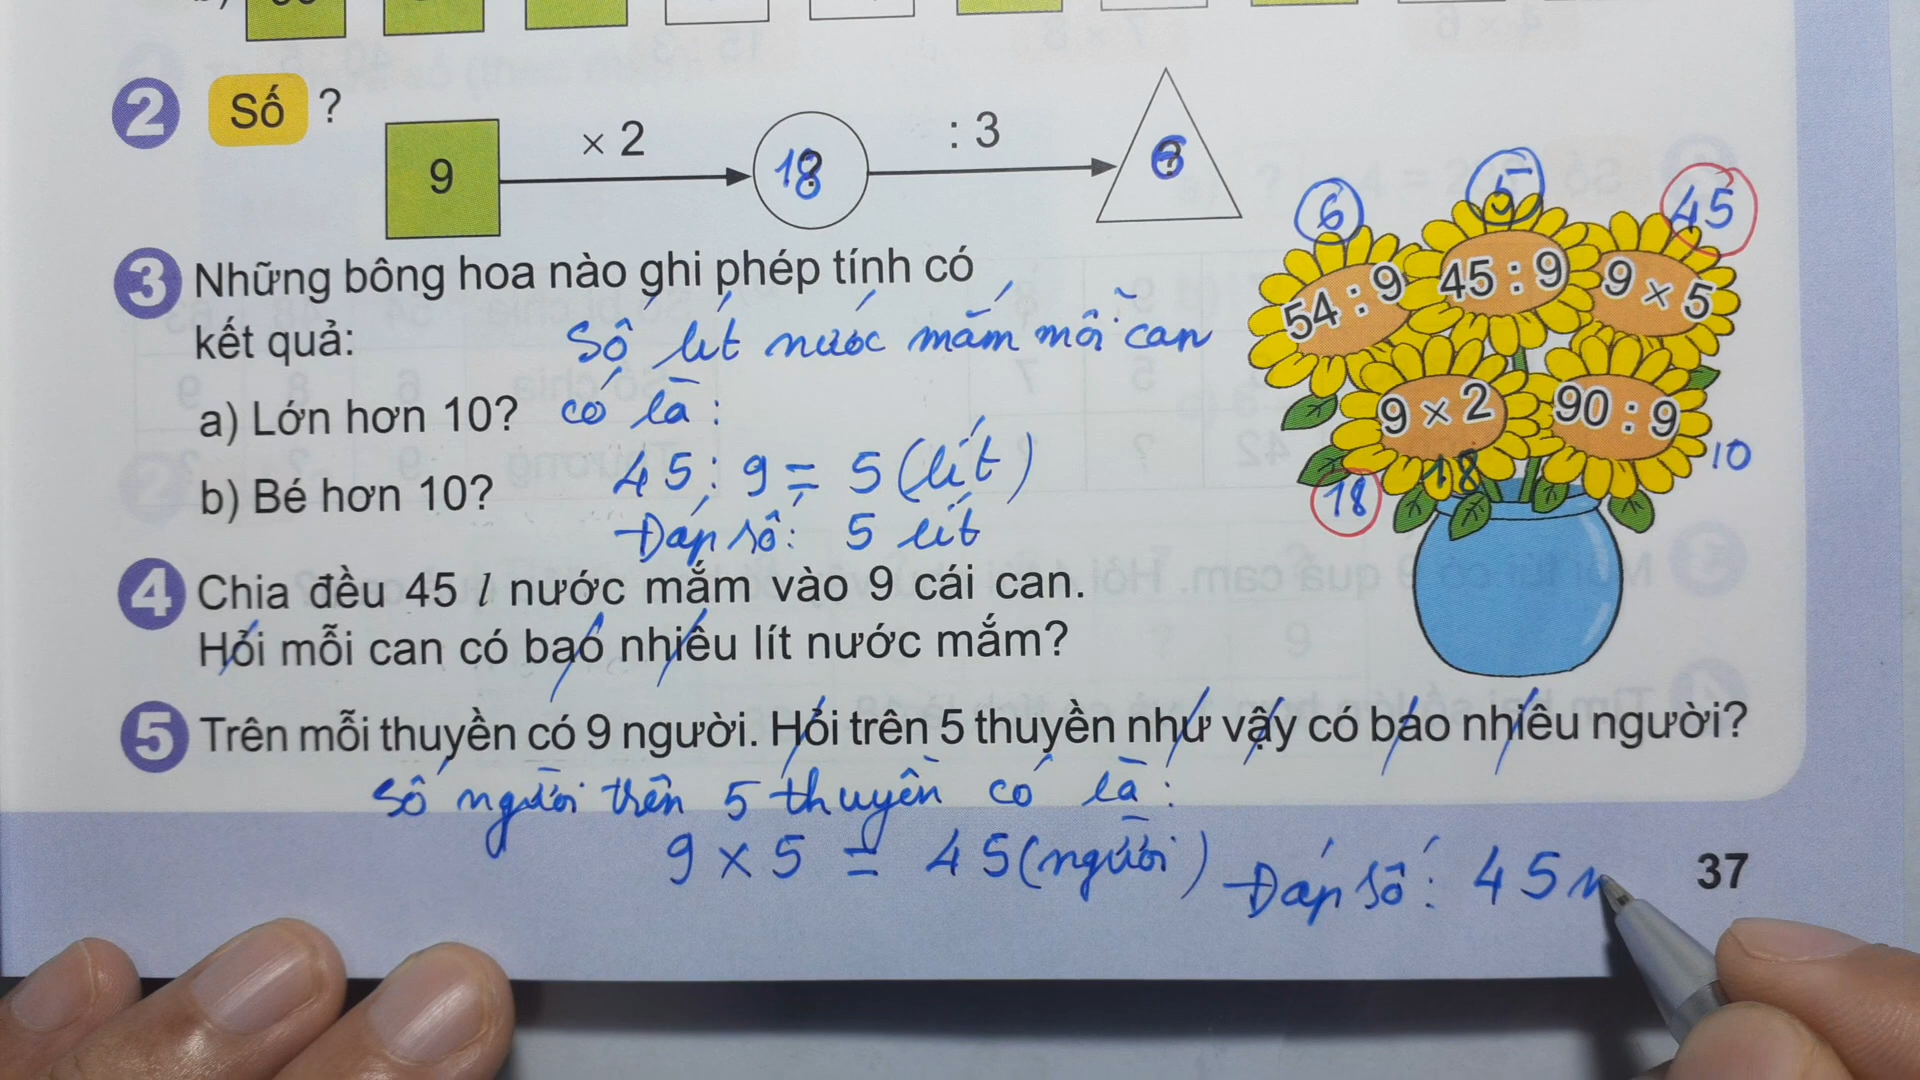 2 Số ?
9 × 2 18 : 3 6
3 Những bông hoa nào ghi phép tính có
kết quả:
a) Lớn hơn 10?
b) Bé hơn 10?
Số lít nước mắm mỗi can
có là:
45 : 9 = 5 (lít)
Đáp số: 5 lít
6 5 45
54 : 9 45 : 9 9 × 5
9 × 2 90 : 9
18 18 10
4 Chia đều 45 l nước mắm vào 9 cái can.
Hỏi mỗi can có bao nhiêu lít nước mắm?
5 Trên mỗi thuyền có 9 người. Hỏi trên 5 thuyền như vậy có bao nhiêu người?
Số người trên 5 thuyền có là:
9 × 5 = 45 (người) Đáp số: 45 n
37